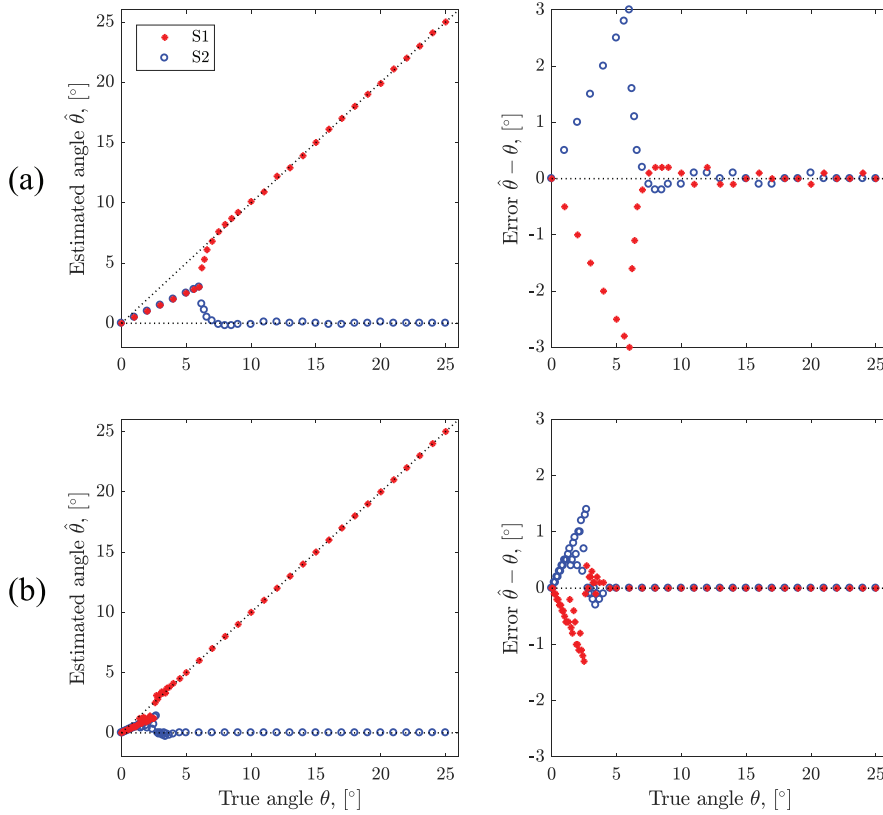 (a)
Estimated angle θ̂, [°]
25
20
15
10
5
0
S1
S2
0 5 10 15 20 25
Error θ̂ − θ, [°]
3
2
1
0
-1
-2
-3
0 5 10 15 20 25
(b)
Estimated angle θ̂, [°]
25
20
15
10
5
0
0 5 10 15 20 25
True angle θ, [°]
Error θ̂ − θ, [°]
3
2
1
0
-1
-2
-3
0 5 10 15 20 25
True angle θ, [°]